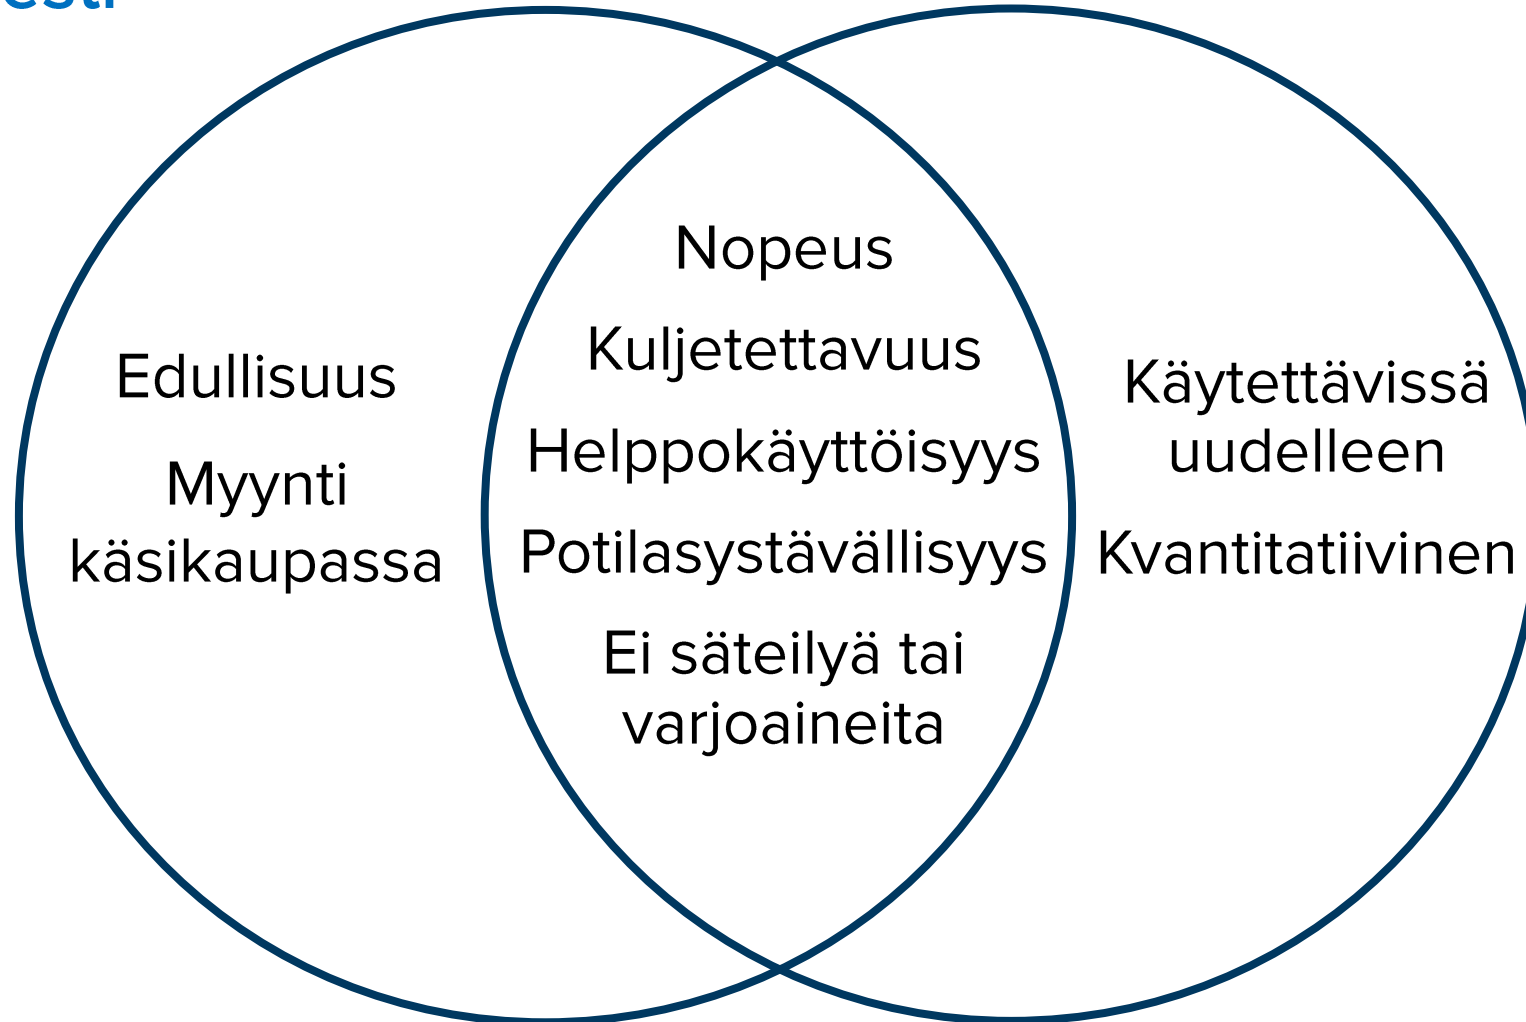 Edullisuus
Myynti
käsikaupassa
Nopeus
Kuljetettavuus
Helppokäyttöisyys
Potilasystävällisyys
Ei säteilyä tai
varjoaineita
Käytettävissä
uudelleen
Kvantitatiivinen